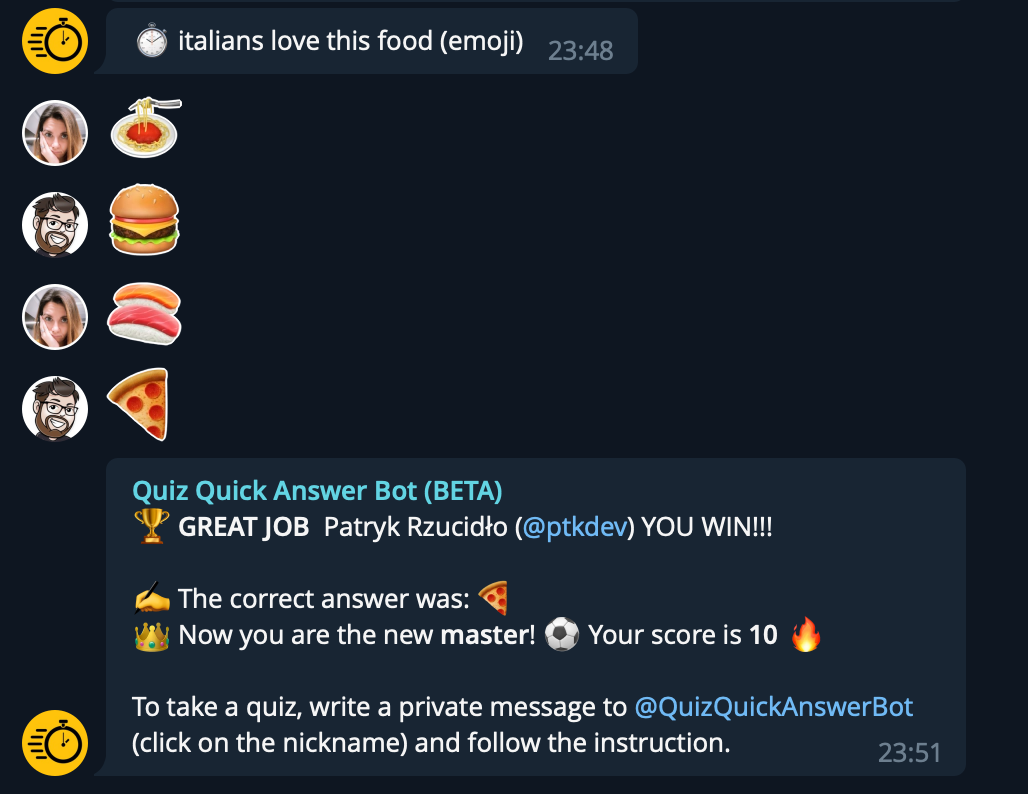 ⏱ italians love this food (emoji) 23:48
🍝
🍔
🍣
🍕
Quiz Quick Answer Bot (BETA)
🏆 GREAT JOB Patryk Rzucidło (@ptkdev) YOU WIN!!!
✍ The correct answer was: 🍕
👑 Now you are the new master! ⚽ Your score is 10 🔥
To take a quiz, write a private message to @QuizQuickAnswerBot
(click on the nickname) and follow the instruction. 23:51